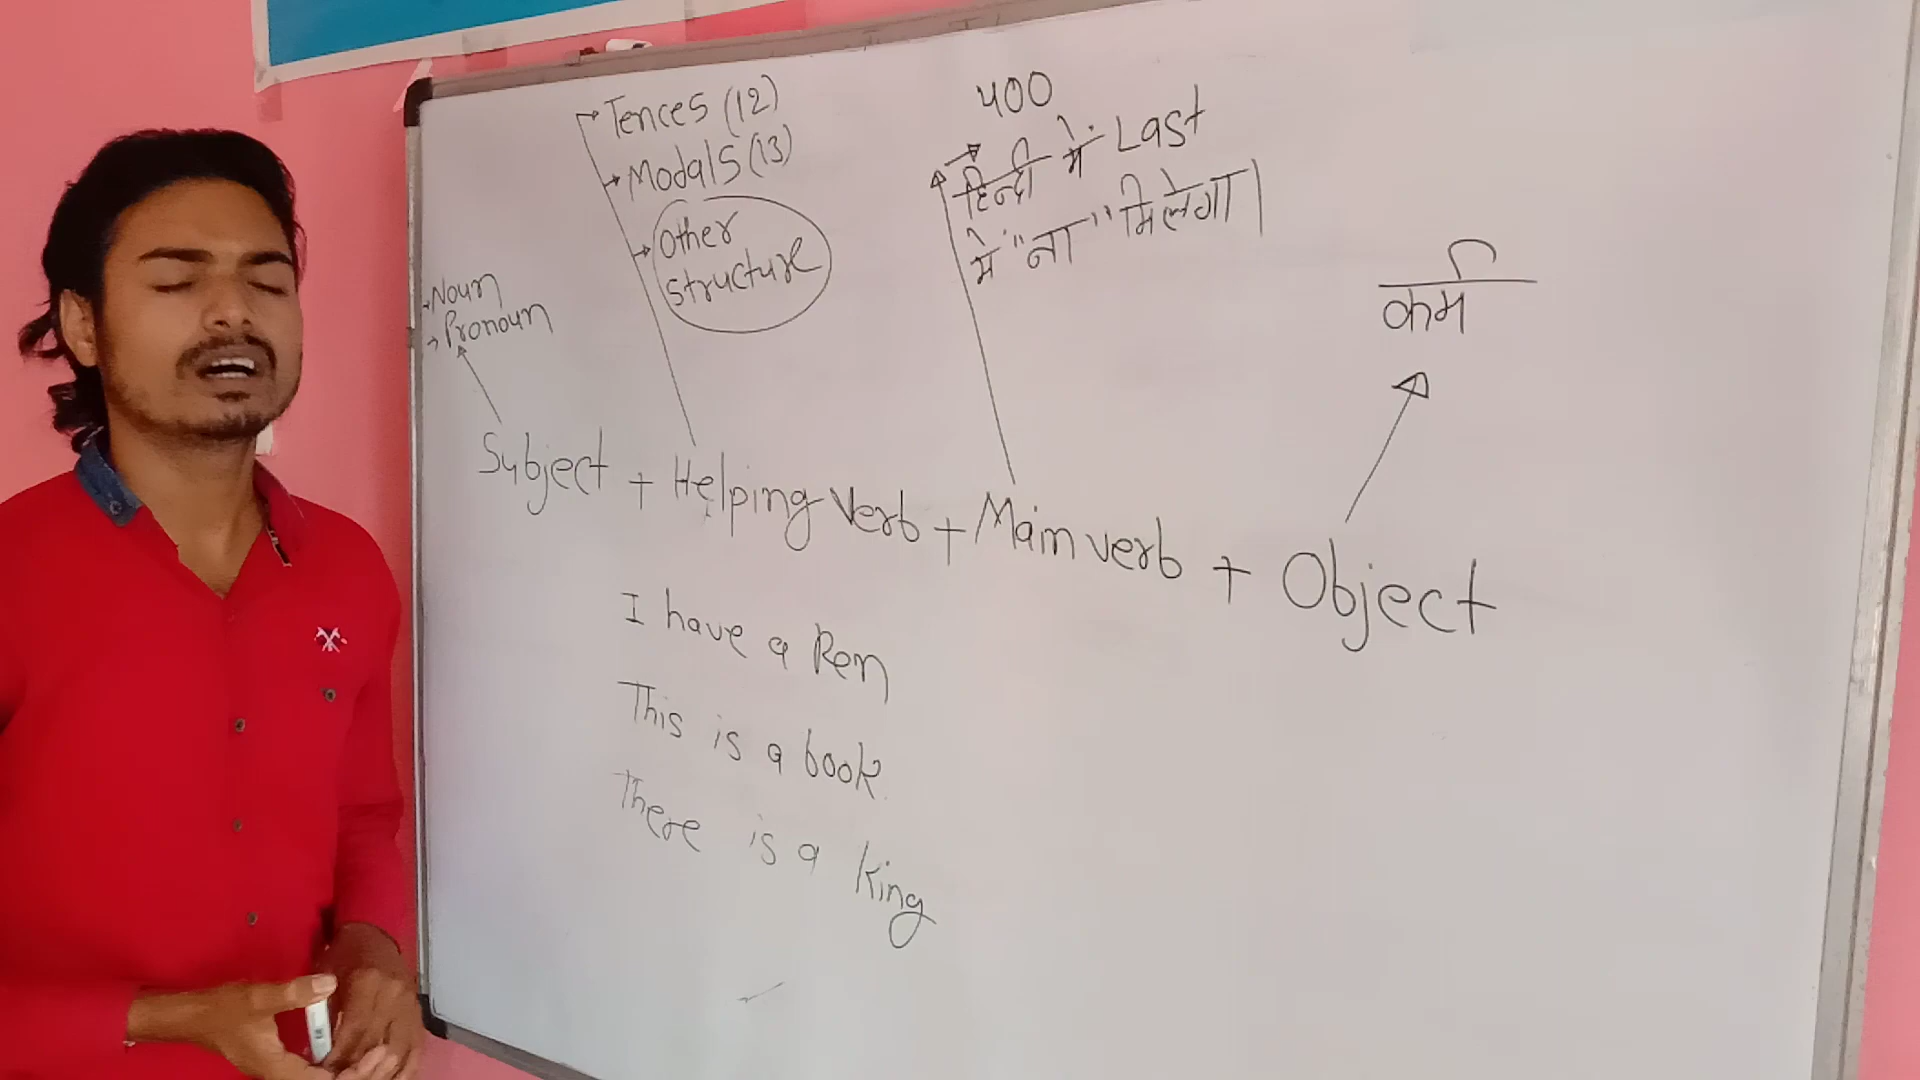 Tences (12)
Modals (13)
Other
structure
Noun
Pronoun
400
हिन्दी में Last
में "ना" मिलेगा।
कर्म
Subject + Helping Verb + Main verb + Object
I have a Pen
This is a book.
There is a King